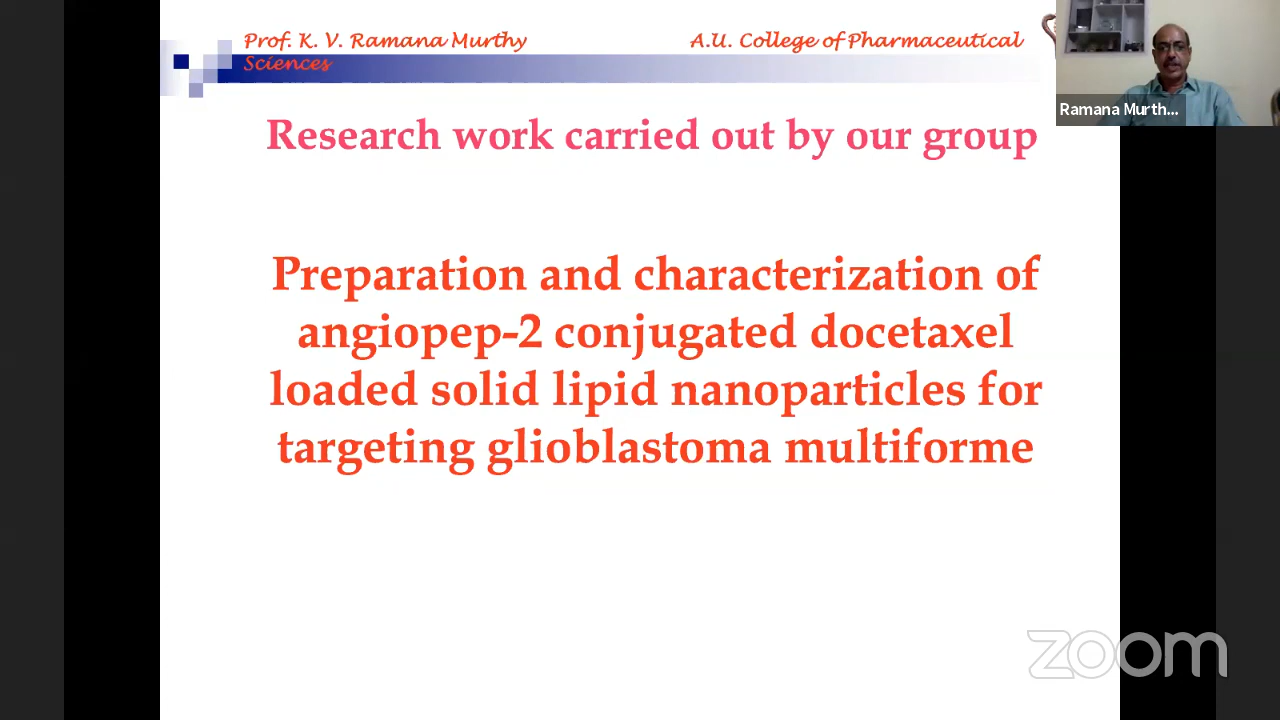 Prof. K. V. Ramana Murthy A.U. College of Pharmaceutical
Sciences
Ramana Murth...
Research work carried out by our group
Preparation and characterization of
angiopep-2 conjugated docetaxel
loaded solid lipid nanoparticles for
targeting glioblastoma multiforme
zoom